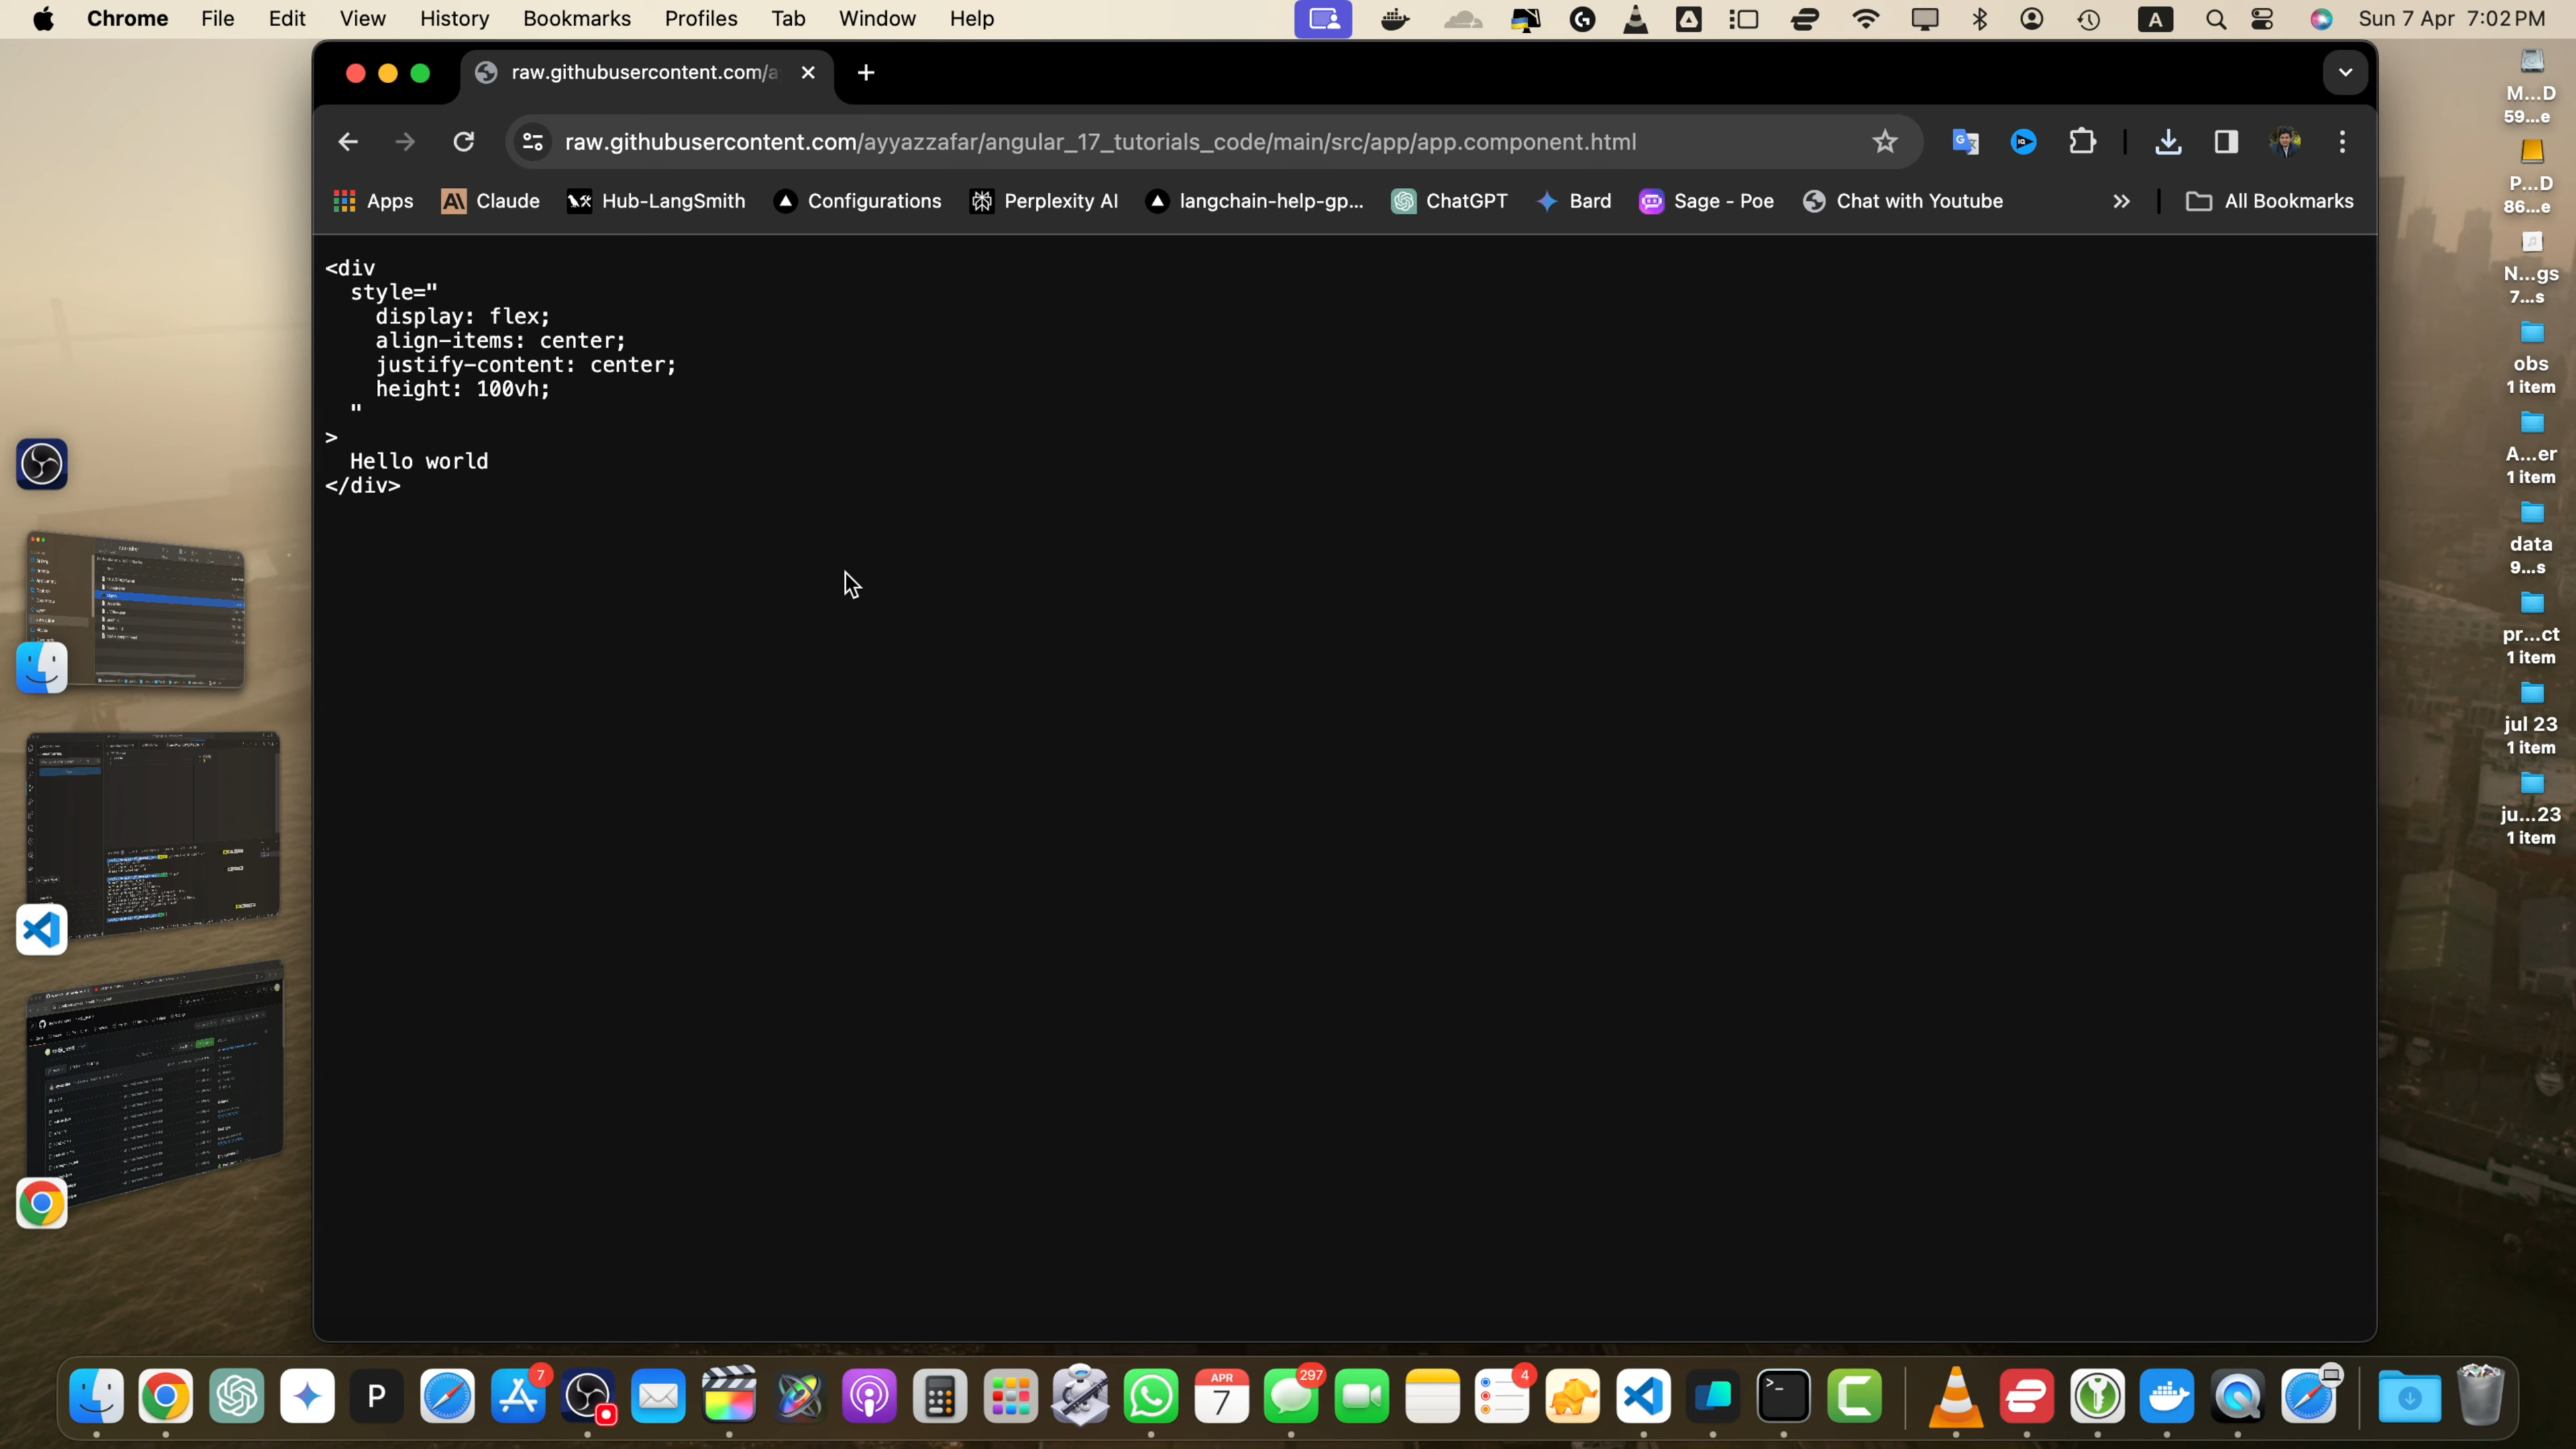 Chrome File Edit View History Bookmarks Profiles Tab Window Help
A
Sun 7 Apr 7:02 PM
raw.githubusercontent.com/a
raw.githubusercontent.com/ayyazzafar/angular_17_tutorials_code/main/src/app/app.component.html
Apps Claude Hub-LangSmith Configurations Perplexity AI langchain-help-gp... ChatGPT Bard Sage - Poe Chat with Youtube » All Bookmarks
<div
  style="
    display: flex;
    align-items: center;
    justify-content: center;
    height: 100vh;
  "
>
  Hello world
</div>
M...D
59...e
P...D
86...e
N...gs
7...s
obs
1 item
A...er
1 item
data
9...s
pr...ct
1 item
jul 23
1 item
ju...23
1 item
7
P
APR
7
297
4